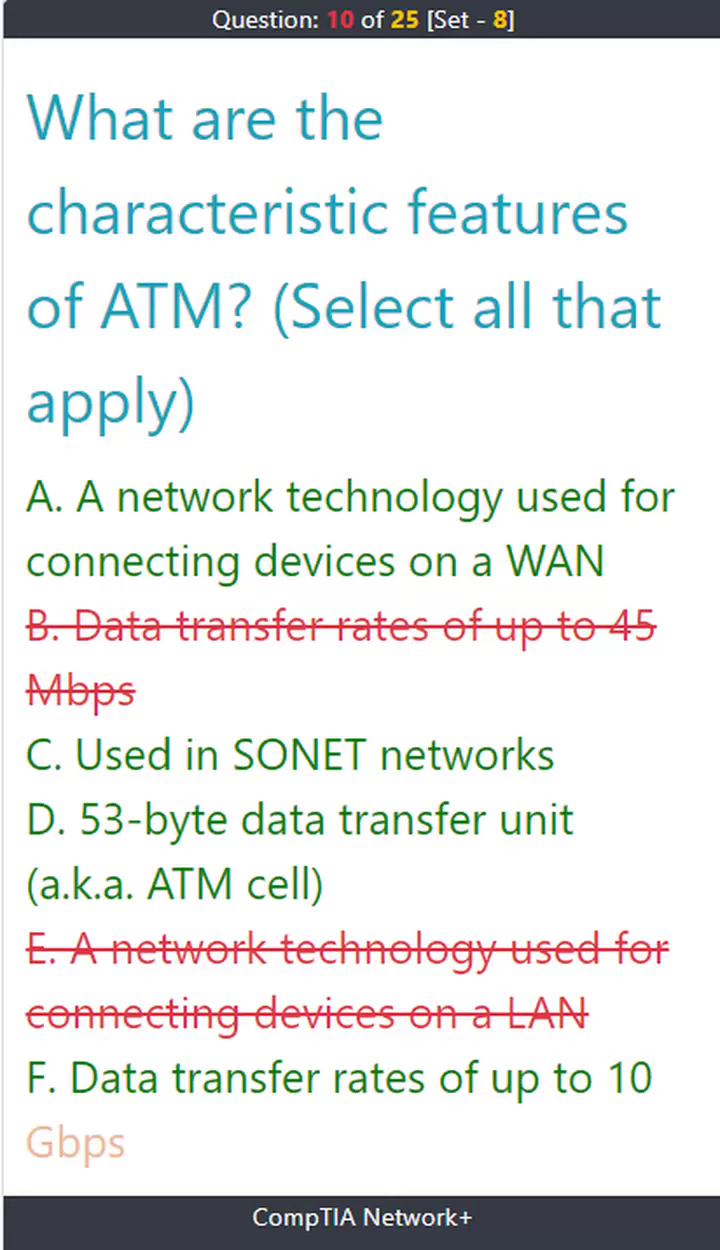 Question: 10 of 25 [Set - 8]
What are the
characteristic features
of ATM? (Select all that
apply)
A. A network technology used for
connecting devices on a WAN
B. Data transfer rates of up to 45
Mbps
C. Used in SONET networks
D. 53-byte data transfer unit
(a.k.a. ATM cell)
E. A network technology used for
connecting devices on a LAN
F. Data transfer rates of up to 10
Gbps
CompTIA Network+